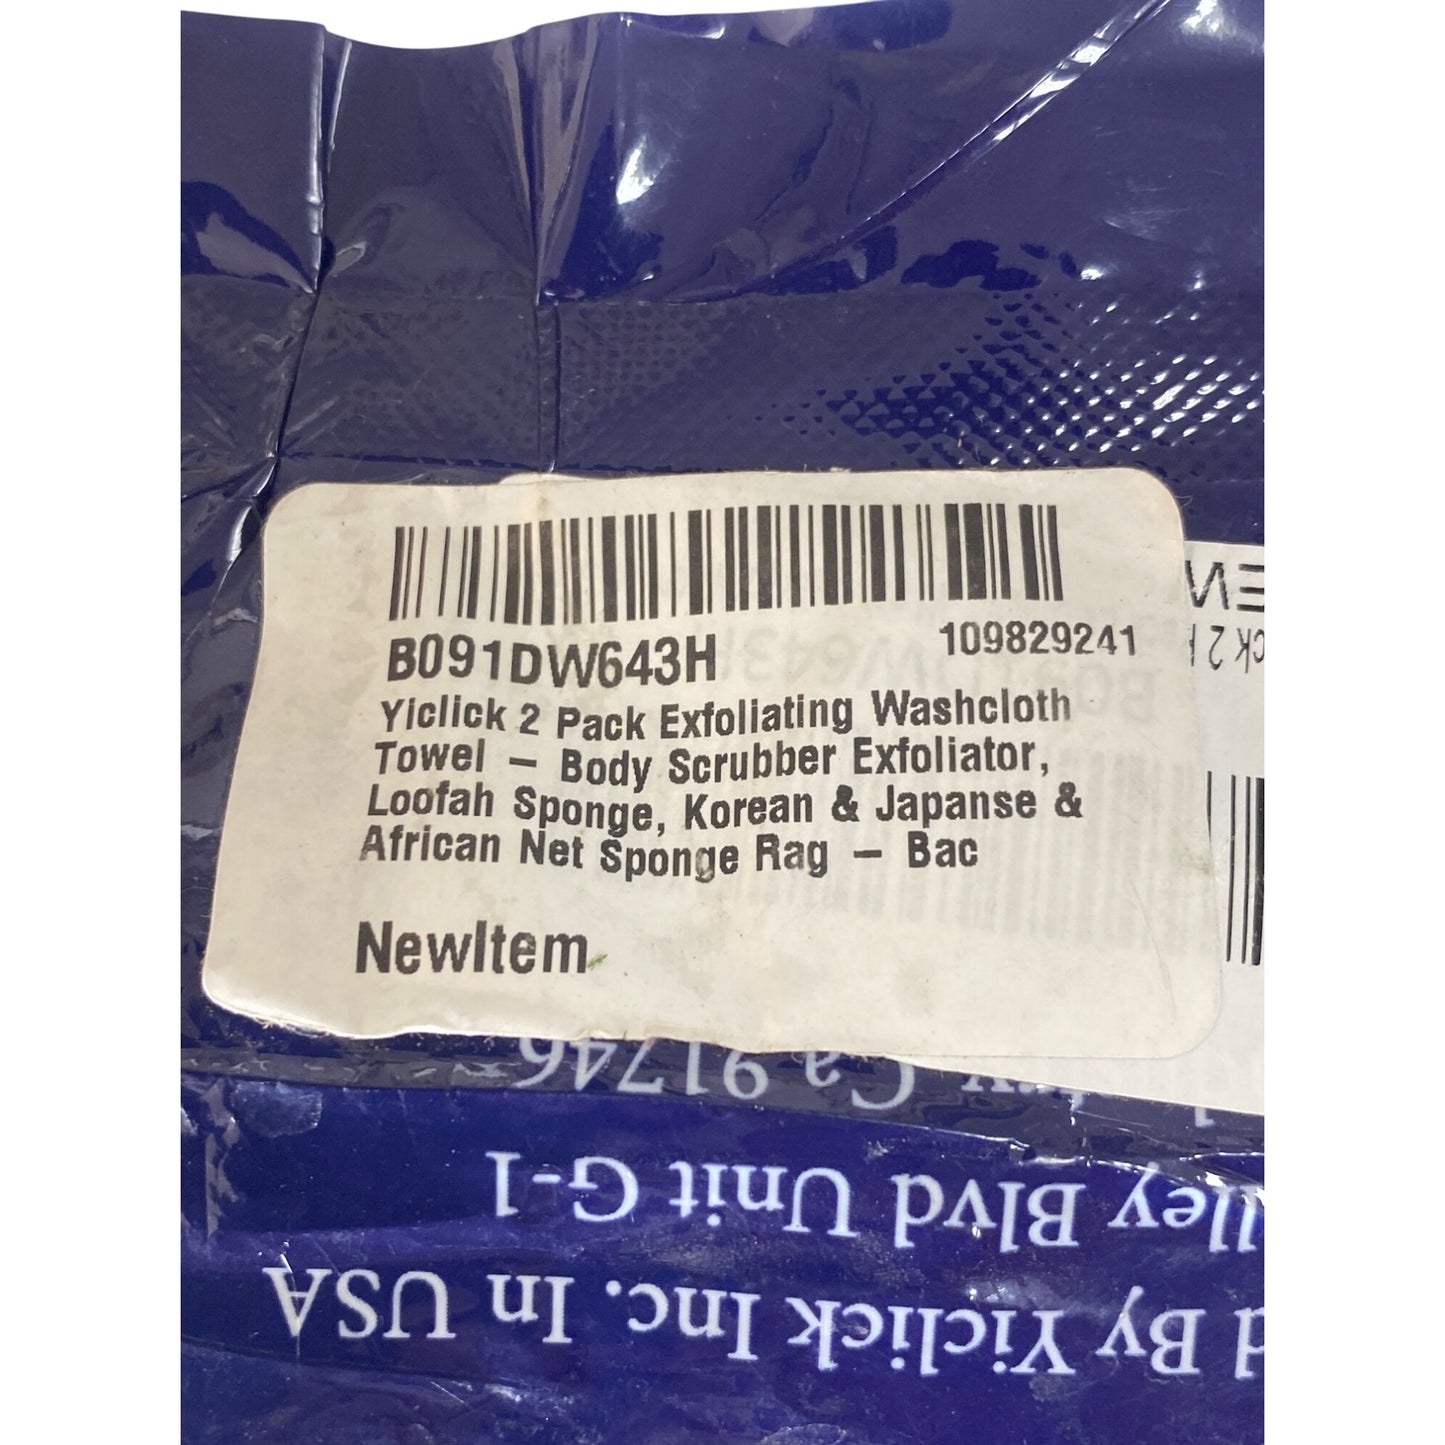 B091DW643H
109829241
Yiclick 2 Pack Exfoliating Washcloth
Towel – Body Scrubber Exfoliator,
Loofah Sponge, Korean & Japanse &
African Net Sponge Rag – Bac
NewItem
d By Yiclick Inc. In USA
lley Blvd Unit G-1
Ca 91746